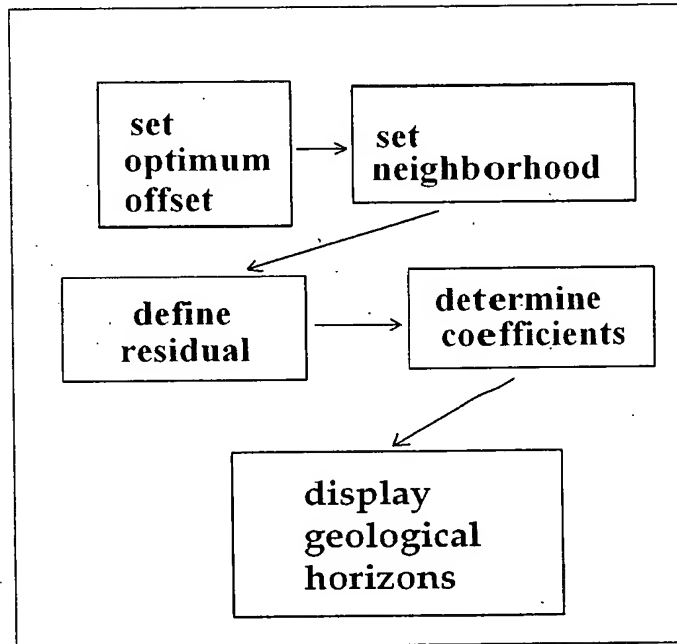 set
optimum
offset
set
neighborhood
define
residual
determine
coefficients
display
geological
horizons